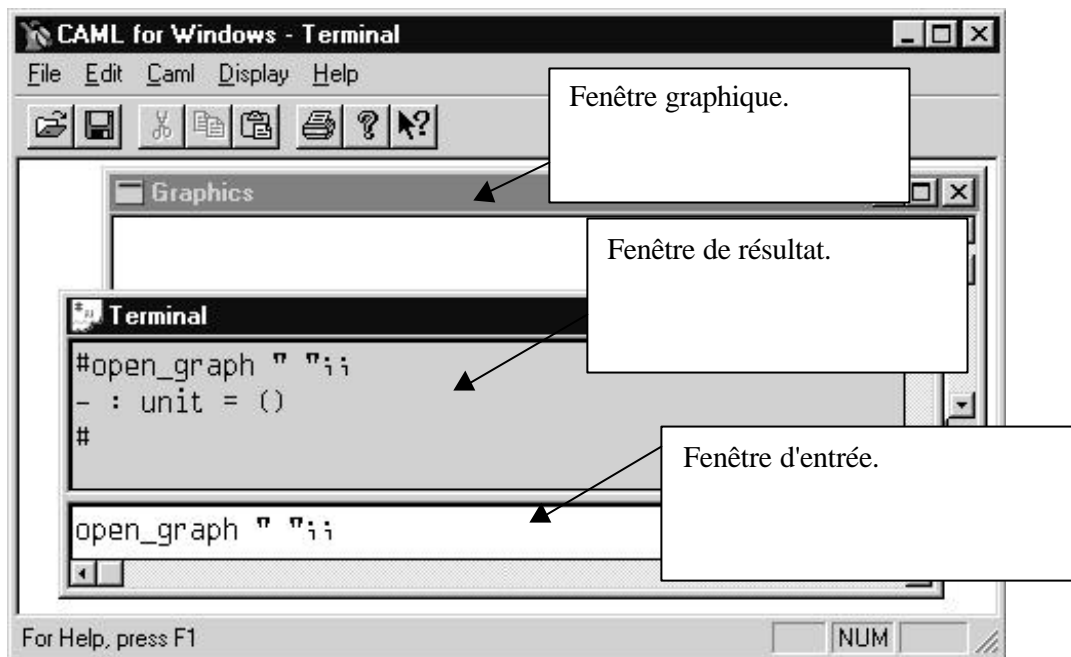 CAML for Windows - Terminal
File Edit Caml Display Help
Fenêtre graphique.
Graphics
Fenêtre de résultat.
Terminal
#open_graph " ";;
- : unit = ()
#
Fenêtre d'entrée.
open_graph " ";;
For Help, press F1
NUM